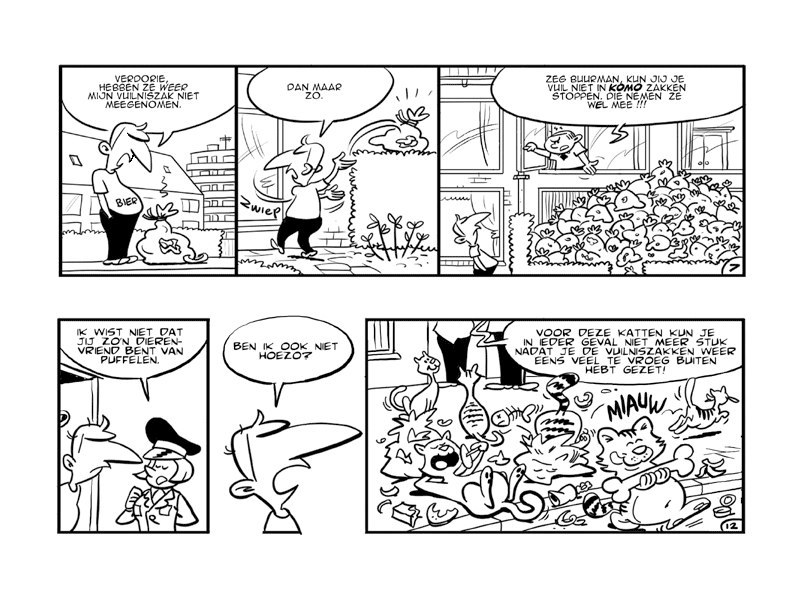 VERDORIE,
HEBBEN ZE WEER
MIJN VUILNISZAK NIET
MEEGENOMEN.
BIER
DAN MAAR
ZO.
ZWIEP
ZEG BUURMAN, KUN JIJ JE
VUIL NIET IN KOMO ZAKKEN
STOPPEN. DIE NEMEN ZE
WEL MEE !!!
7
IK WIST NIET DAT
JIJ ZO'N DIEREN-
VRIEND BENT VAN
PUFFELEN.
BEN IK OOK NIET
HOEZO?
VOOR DEZE KATTEN KUN JE
IN IEDER GEVAL NIET MEER STUK
NADAT JE DE VUILNISZAKKEN WEER
EENS VEEL TE VROEG BUITEN
HEBT GEZET!
MIAUW
12